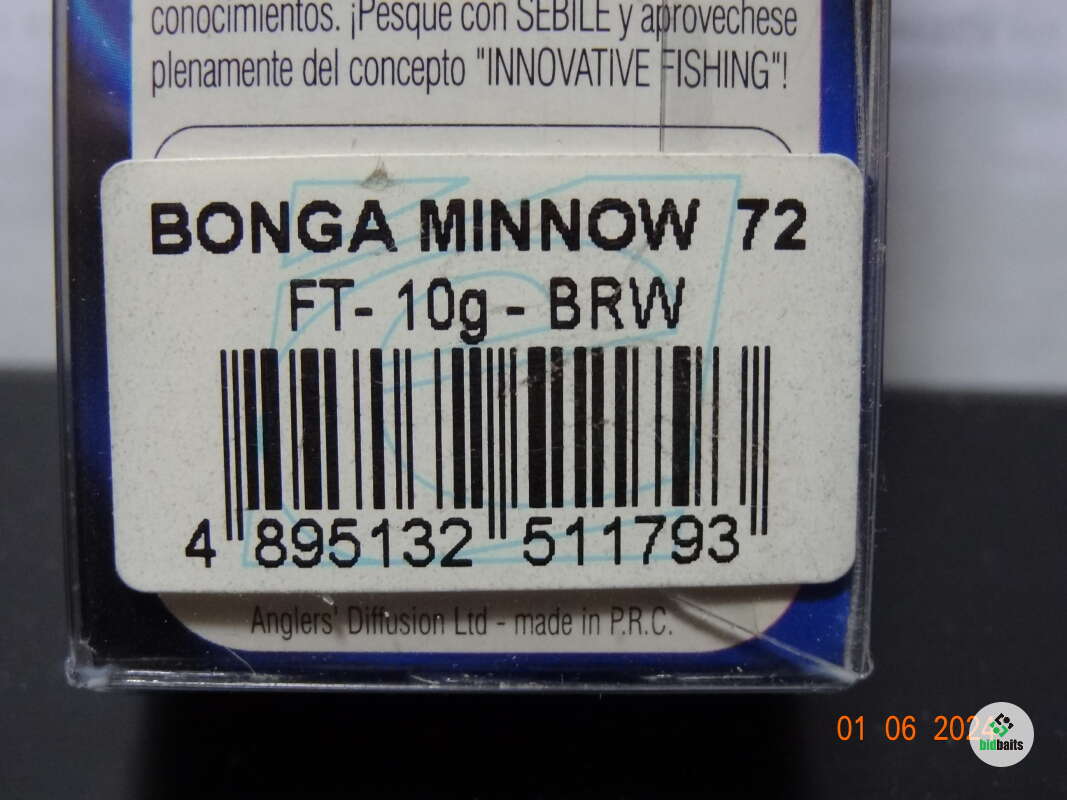 conocimientos. ¡Pesque con SEBILE y aprovechese
plenamente del concepto "INNOVATIVE FISHING"!
BONGA MINNOW 72
FT- 10g - BRW
4 895132 511793
Anglers' Diffusion Ltd - made in P.R.C.
01 06 2024
bidbaits